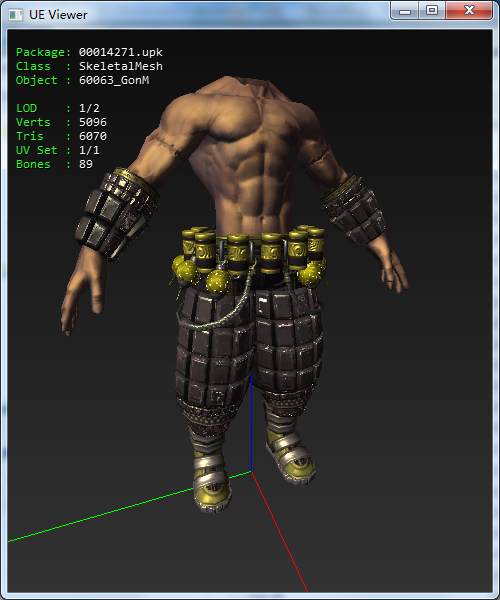 UE Viewer
Package: 00014271.upk
Class : SkeletalMesh
Object : 60063_GonM
LOD : 1/2
Verts : 5096
Tris : 6070
UV Set : 1/1
Bones : 89